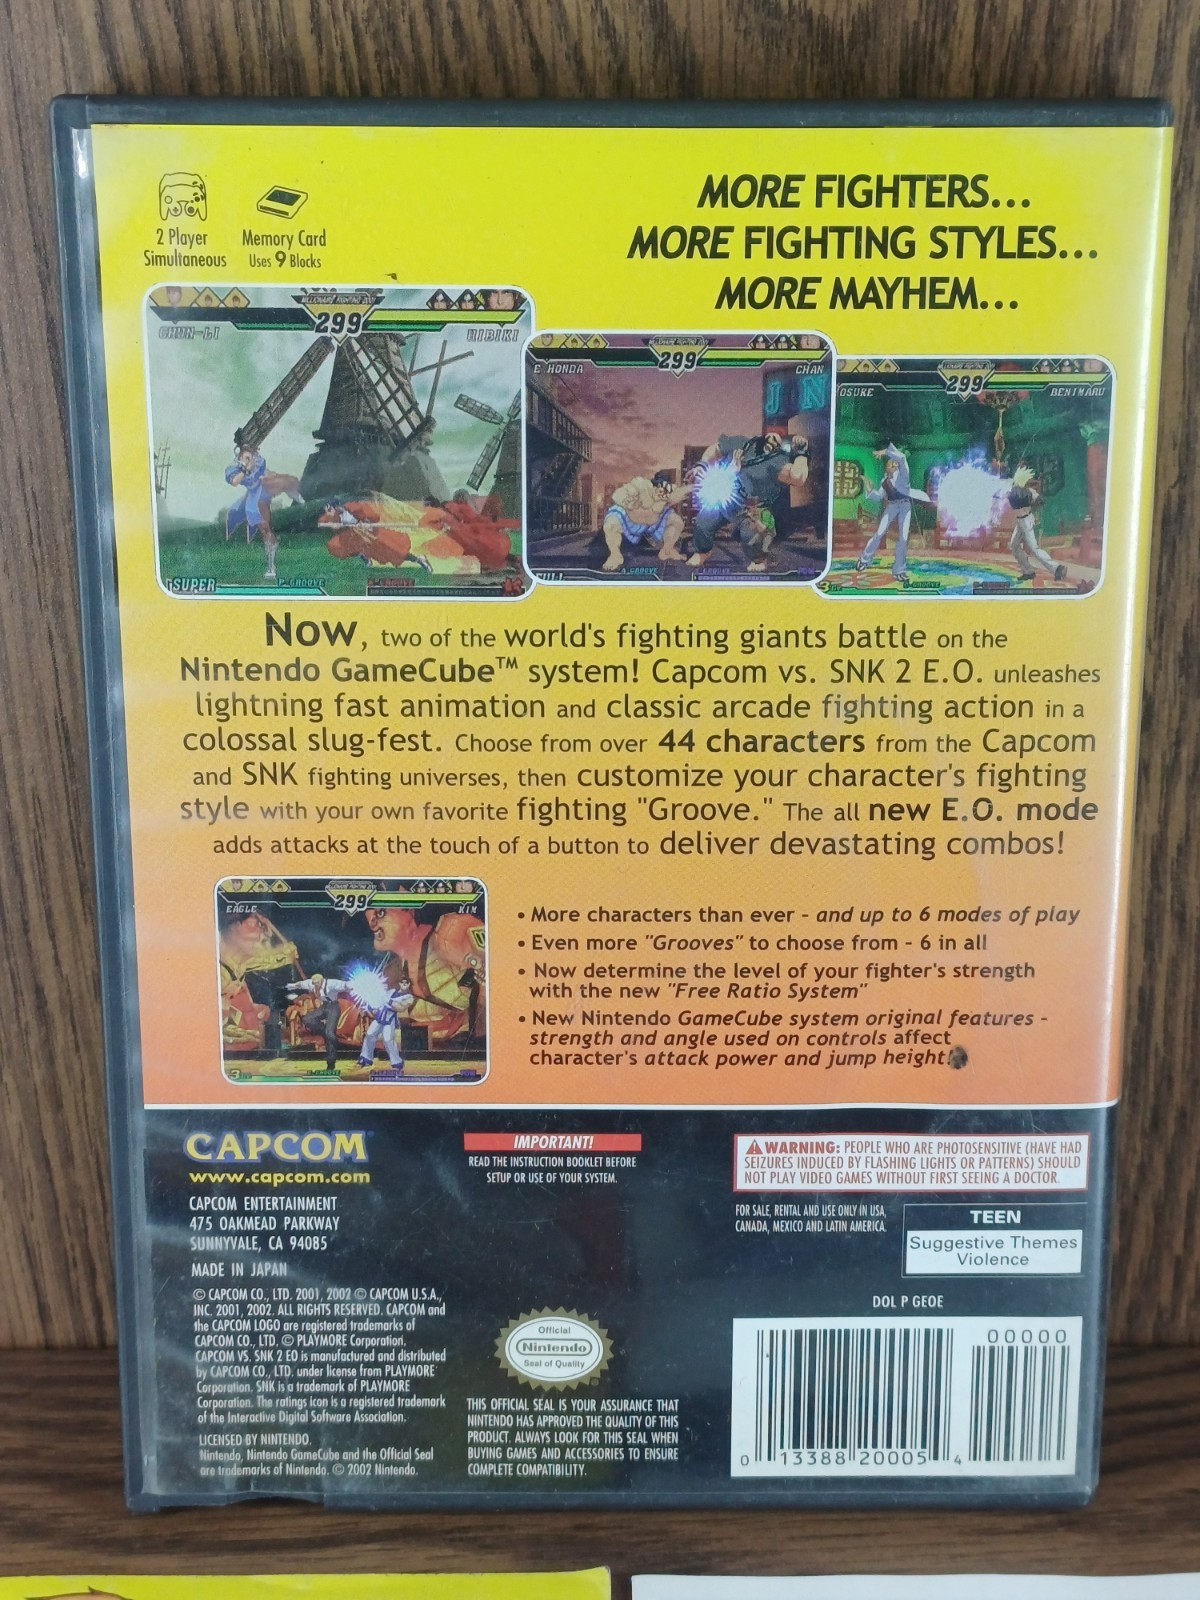 MORE FIGHTERS...
MORE FIGHTING STYLES...
MORE MAYHEM...
2 Player
Simultaneous
Memory Card
Uses 9 Blocks
MILLIONAIRE FIGHTING 2001
299
CHUN-LI
HIBIKI
SUPER
P-GROOVE
K-GROOVE
299
E HONDA
CHAN
299
OSUKE
BENIMARU
Now, two of the world's fighting giants battle on the
Nintendo GameCube™ system! Capcom vs. SNK 2 E.O. unleashes
lightning fast animation and classic arcade fighting action in a
colossal slug-fest. Choose from over 44 characters from the Capcom
and SNK fighting universes, then customize your character's fighting
style with your own favorite fighting "Groove." The all new E.O. mode
adds attacks at the touch of a button to deliver devastating combos!
299
EAGLE
KIM
• More characters than ever - and up to 6 modes of play
• Even more "Grooves" to choose from - 6 in all
• Now determine the level of your fighter's strength
with the new "Free Ratio System"
• New Nintendo GameCube system original features -
strength and angle used on controls affect
character's attack power and jump height!
CAPCOM
www.capcom.com
CAPCOM ENTERTAINMENT
475 OAKMEAD PARKWAY
SUNNYVALE, CA 94085
MADE IN JAPAN
© CAPCOM CO., LTD. 2001, 2002 © CAPCOM U.S.A.,
INC. 2001, 2002. ALL RIGHTS RESERVED. CAPCOM and
the CAPCOM LOGO are registered trademarks of
CAPCOM CO., LTD. © PLAYMORE Corporation.
CAPCOM VS. SNK 2 EO is manufactured and distributed
by CAPCOM CO., LTD. under license from PLAYMORE
Corporation. SNK is a trademark of PLAYMORE
Corporation. The ratings icon is a registered trademark
of the Interactive Digital Software Association.
LICENSED BY NINTENDO.
Nintendo, Nintendo GameCube and the Official Seal
are trademarks of Nintendo. © 2002 Nintendo.
IMPORTANT!
READ THE INSTRUCTION BOOKLET BEFORE
SETUP OR USE OF YOUR SYSTEM.
Official
Nintendo
Seal of Quality
THIS OFFICIAL SEAL IS YOUR ASSURANCE THAT
NINTENDO HAS APPROVED THE QUALITY OF THIS
PRODUCT. ALWAYS LOOK FOR THIS SEAL WHEN
BUYING GAMES AND ACCESSORIES TO ENSURE
COMPLETE COMPATIBILITY.
WARNING: PEOPLE WHO ARE PHOTOSENSITIVE (HAVE HAD
SEIZURES INDUCED BY FLASHING LIGHTS OR PATTERNS) SHOULD
NOT PLAY VIDEO GAMES WITHOUT FIRST SEEING A DOCTOR.
FOR SALE, RENTAL AND USE ONLY IN USA,
CANADA, MEXICO AND LATIN AMERICA.
TEEN
Suggestive Themes
Violence
DOL P GEOE
00000
0 13388 20005 4